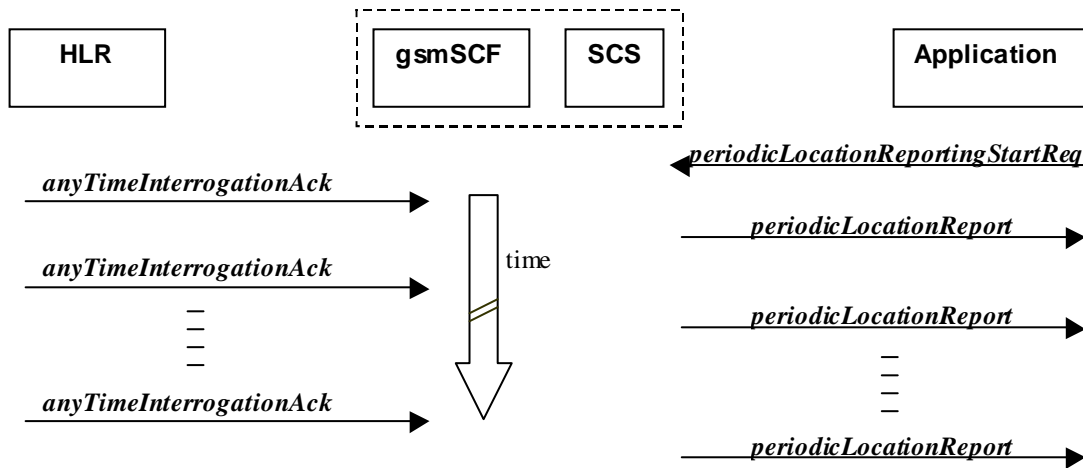 HLR
gsmSCF
SCS
Application
periodicLocationReportingStartReq
anyTimeInterrogationAck
periodicLocationReport
time
anyTimeInterrogationAck
periodicLocationReport
anyTimeInterrogationAck
periodicLocationReport